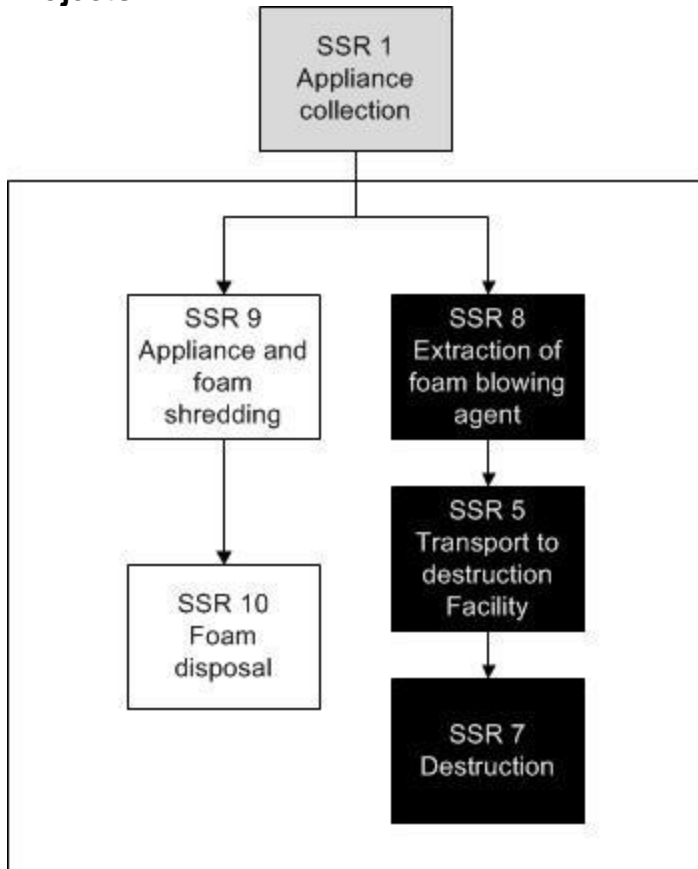 SSR 1
Appliance
collection
SSR 9
Appliance and
foam
shredding
SSR 8
Extraction of
foam blowing
agent
SSR 5
Transport to
destruction
Facility
SSR 10
Foam
disposal
SSR 7
Destruction